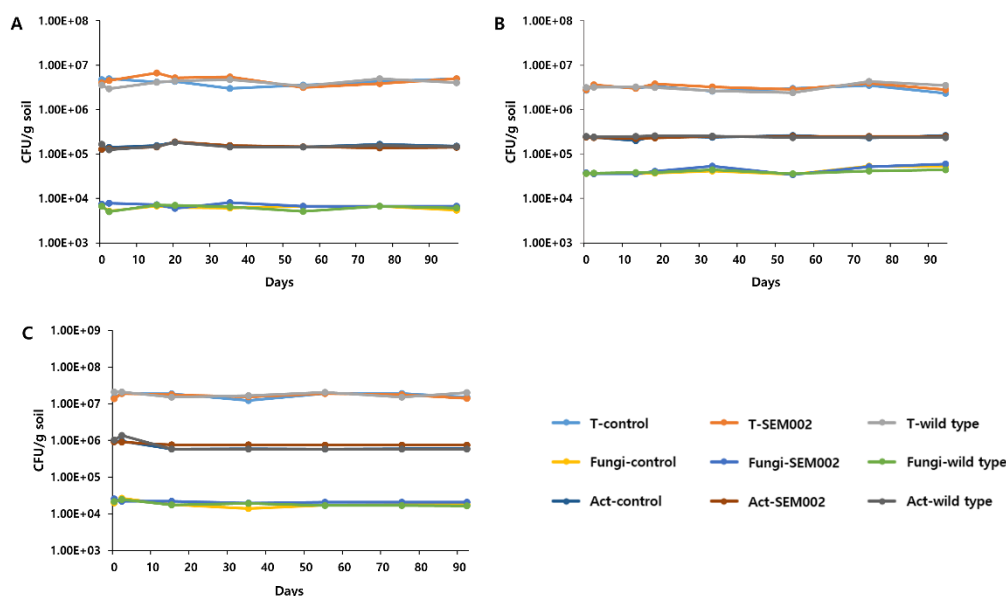 A
1.00E+08
1.00E+07
1.00E+06
1.00E+05
1.00E+04
1.00E+03
CFU/g soil
0 10 20 30 40 50 60 70 80 90
Days
B
1.00E+08
1.00E+07
1.00E+06
1.00E+05
1.00E+04
1.00E+03
CFU/g soil
0 10 20 30 40 50 60 70 80 90
Days
C
1.00E+09
1.00E+08
1.00E+07
1.00E+06
1.00E+05
1.00E+04
1.00E+03
CFU/g soil
0 10 20 30 40 50 60 70 80 90
Days
T-control T-SEM002 T-wild type
Fungi-control Fungi-SEM002 Fungi-wild type
Act-control Act-SEM002 Act-wild type